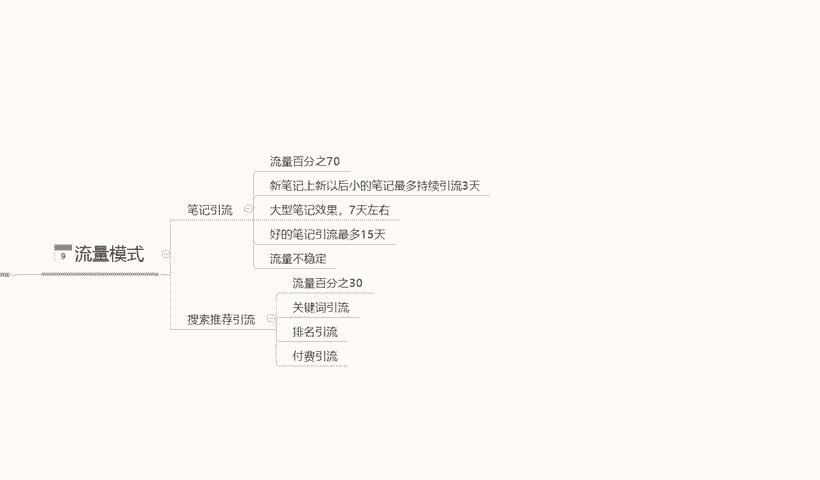 9 流量模式
笔记引流
流量百分之70
新笔记上新以后小的笔记最多持续引流3天
大型笔记效果，7天左右
好的笔记引流最多15天
流量不稳定
搜索推荐引流
流量百分之30
关键词引流
排名引流
付费引流